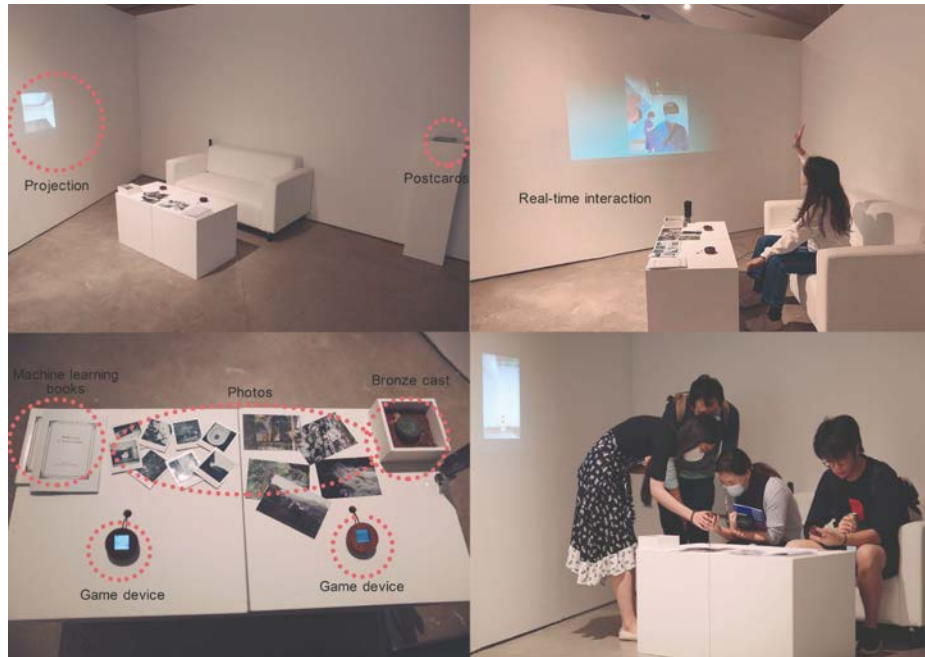 Projection
Postcards
Real-time interaction
Machine learning
books
Photos
Bronze cast
Game device
Game device